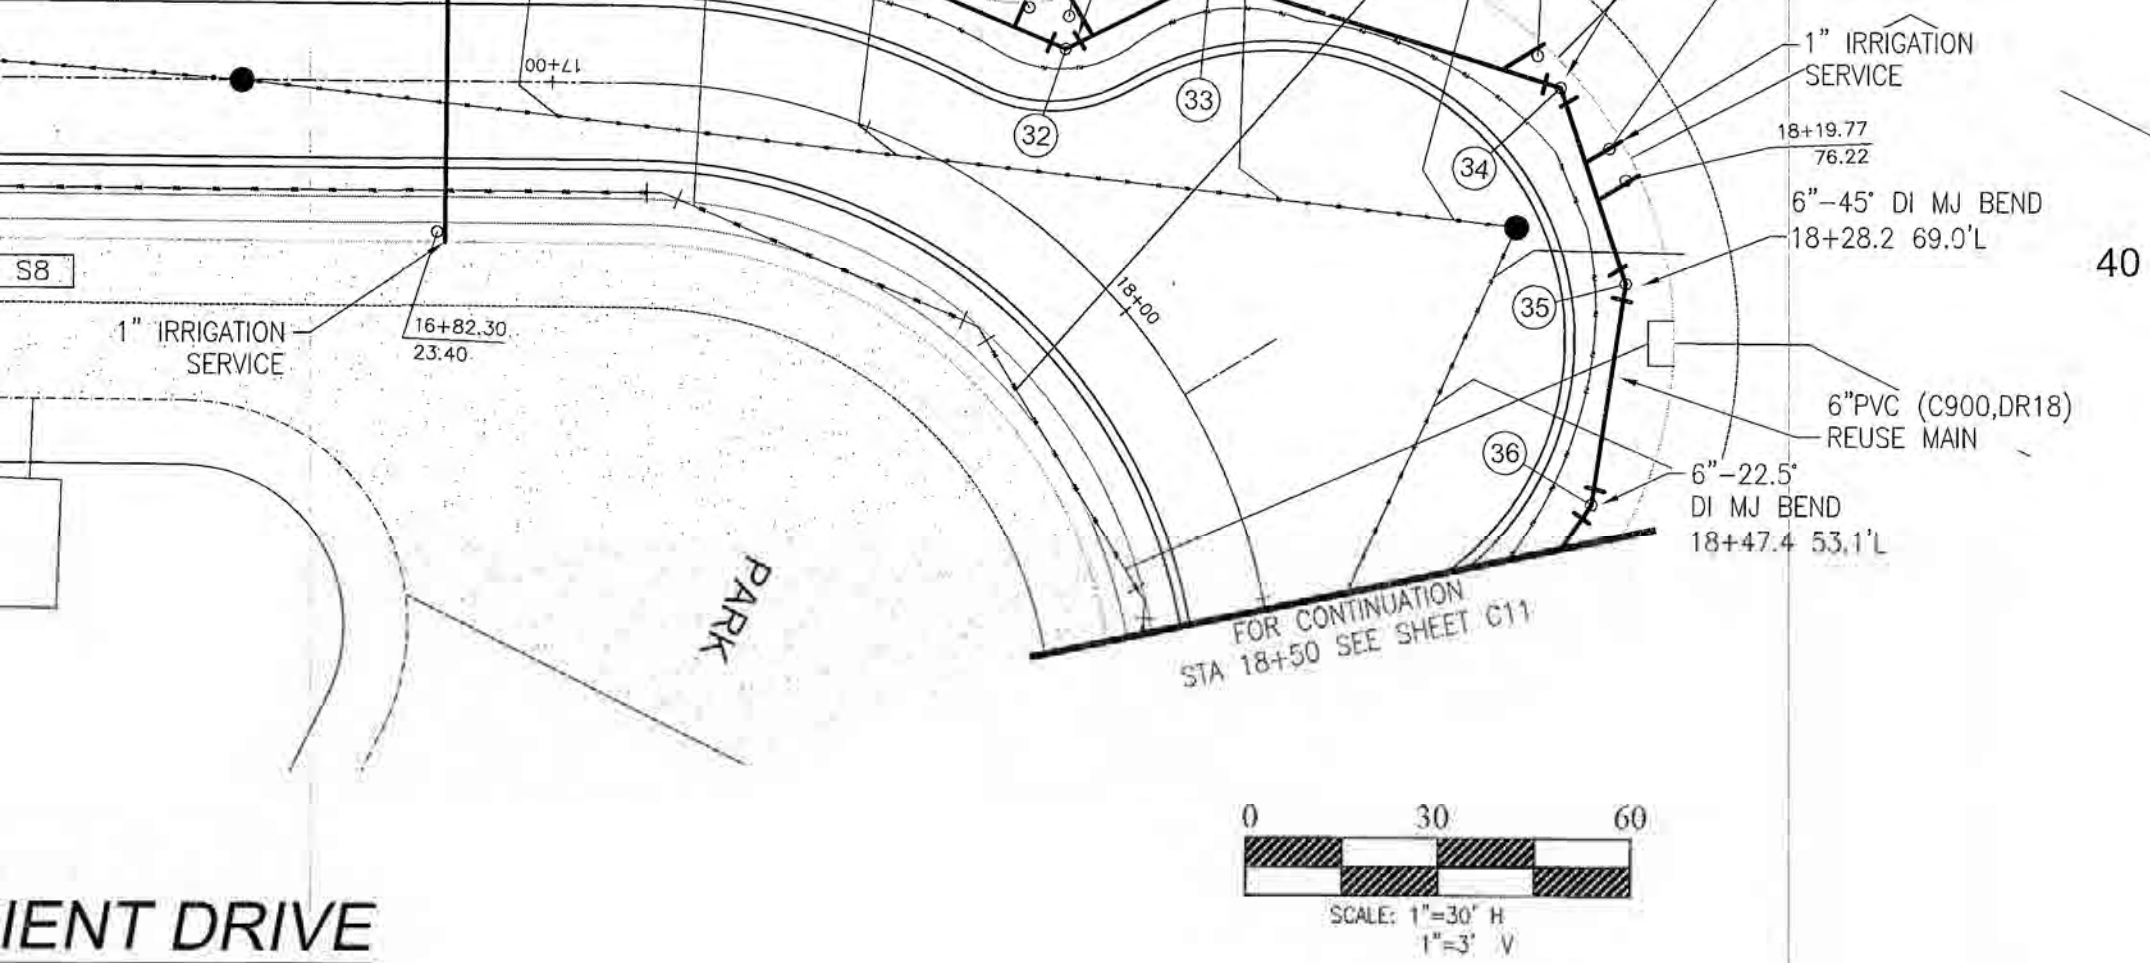 17+00
1" IRRIGATION
SERVICE
32
33
34
18+19.77
76.22
6"-45° DI MJ BEND
18+28.2 69.0'L
40
S8
18+00
35
1" IRRIGATION
SERVICE
16+82.30
23.40
6"PVC (C900,DR18)
REUSE MAIN
36
6"-22.5°
DI MJ BEND
18+47.4 53.1'L
PARK
FOR CONTINUATION
STA 18+50 SEE SHEET C11
0 30 60
SCALE: 1"=30' H
1"=3' V
IENT DRIVE